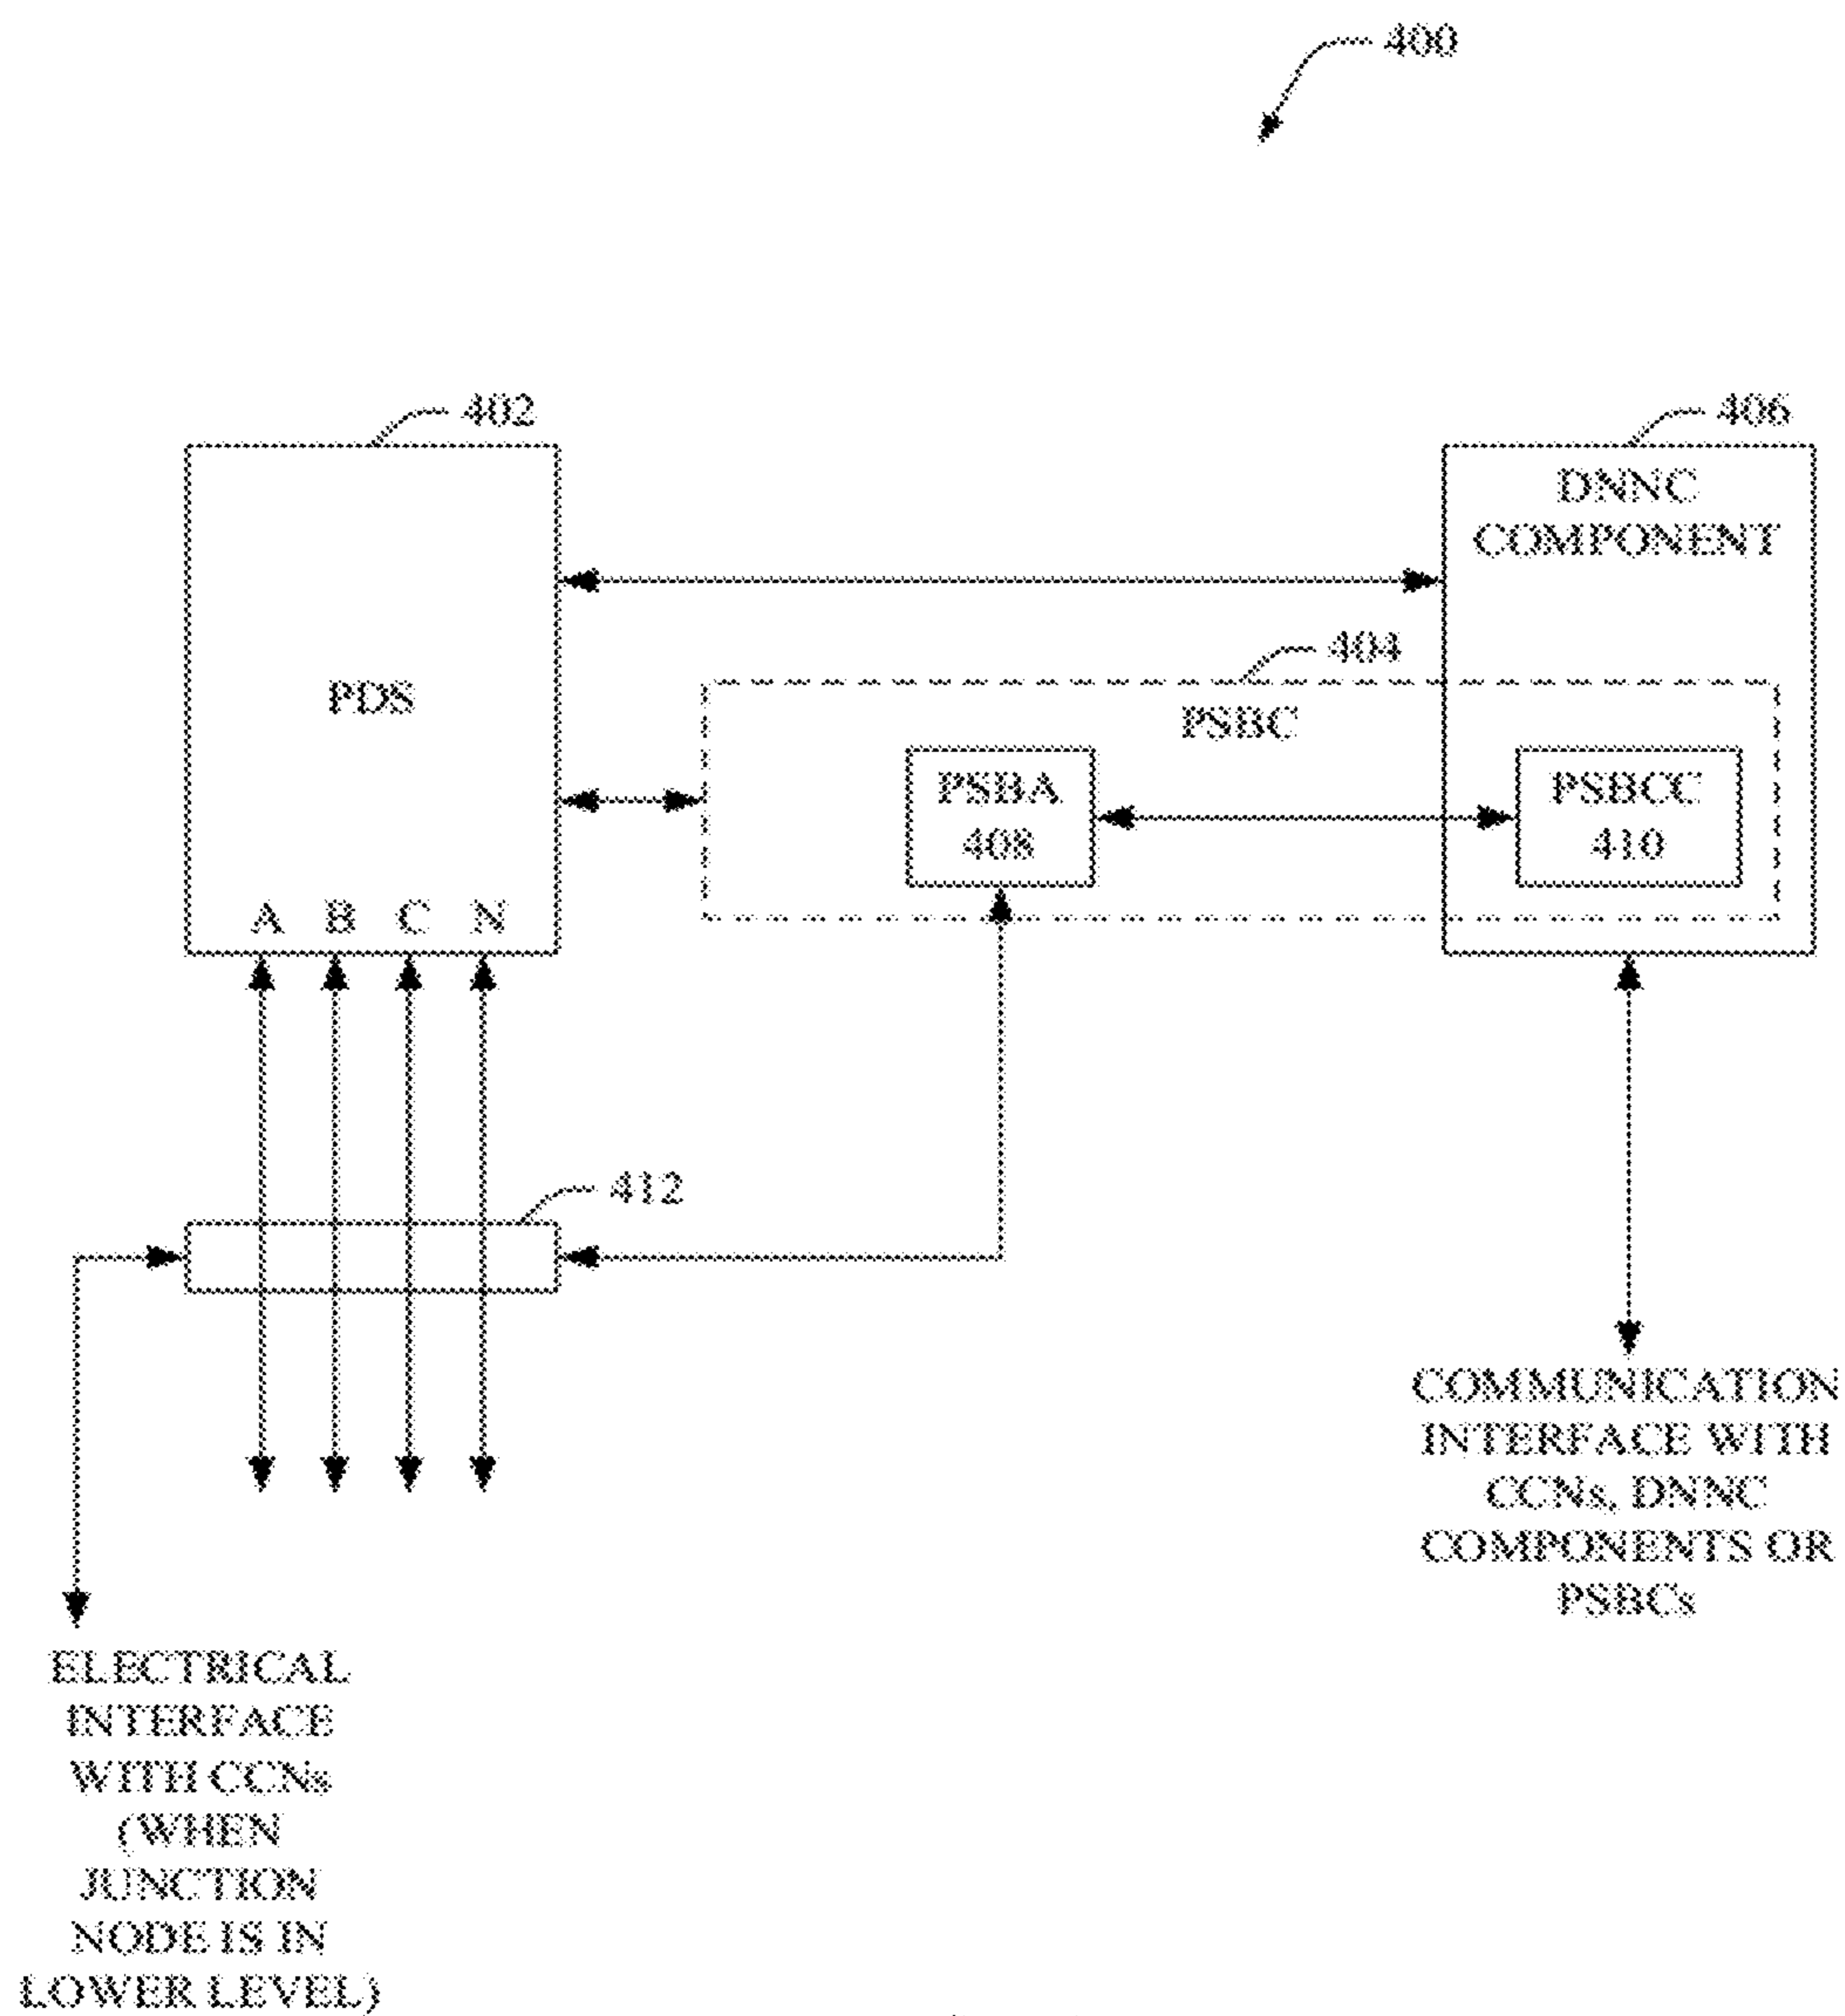 400
402
406
DNNC
COMPONENT
404
PDS
PSBC
PSBA
408
PSBCC
410
A B C N
412
COMMUNICATION
INTERFACE WITH
CCNs, DNNC
COMPONENTS OR
PSBCs
ELECTRICAL
INTERFACE
WITH CCNs
(WHEN
JUNCTION
NODE IS IN
LOWER LEVEL)